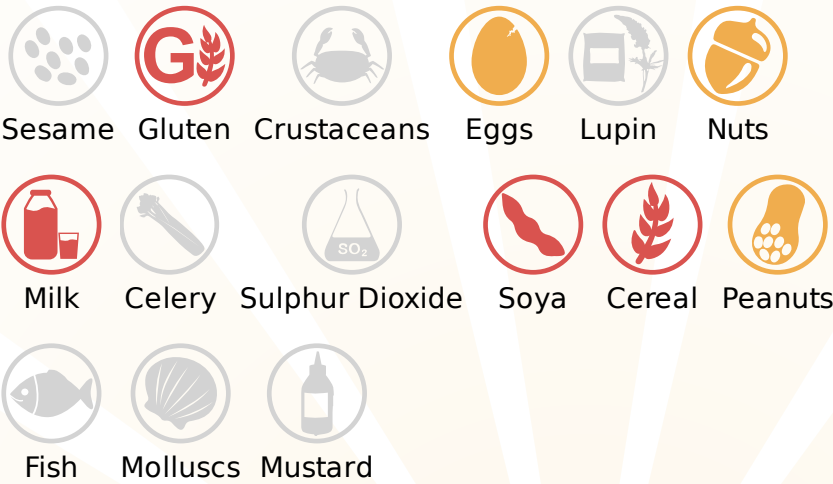 G
Sesame Gluten Crustaceans Eggs Lupin Nuts
SO₂
Milk Celery Sulphur Dioxide Soya Cereal Peanuts
Fish Molluscs Mustard